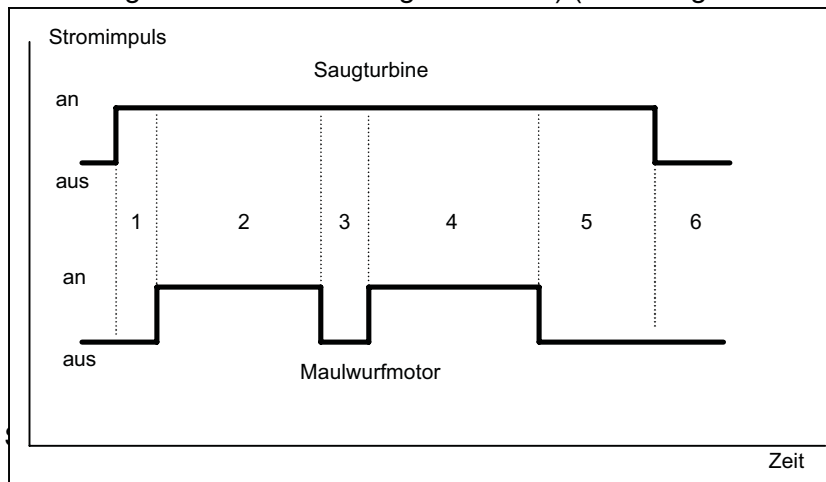 Stromimpuls
Saugturbine
an
aus
1 2 3 4 5 6
an
aus
Maulwurfmotor
Zeit